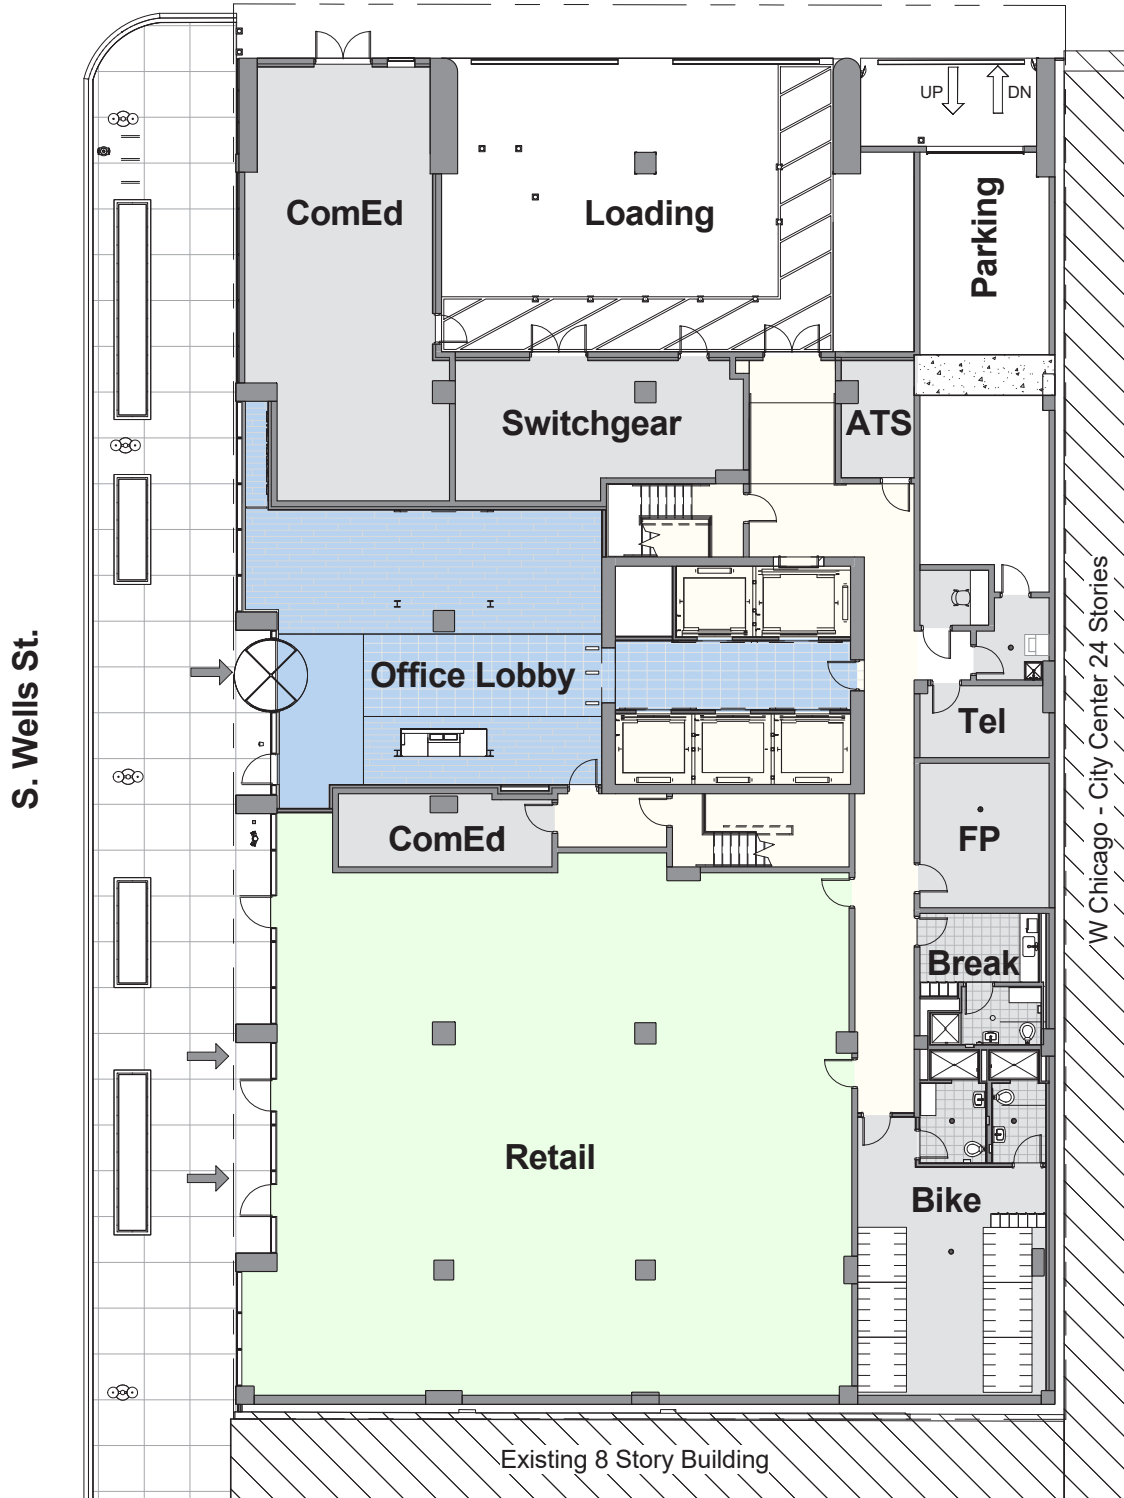 UP
DN
ComEd
Loading
Parking
Switchgear
ATS
S. Wells St.
Office Lobby
Tel
ComEd
FP
W Chicago - City Center 24 Stories
Break
Retail
Bike
Existing 8 Story Building